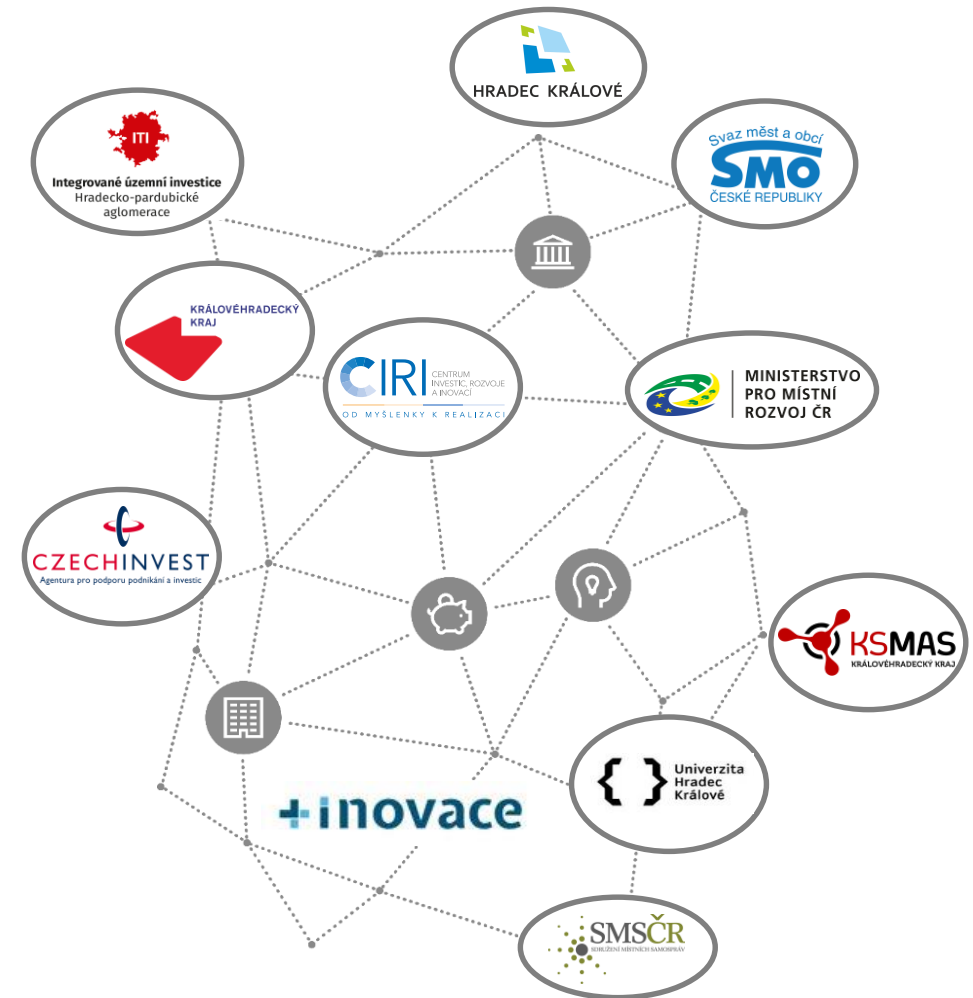 HRADEC KRÁLOVÉ
Svaz měst a obcí
SMO
ČESKÉ REPUBLIKY
ITI
Integrované územní investice
Hradecko-pardubické
aglomerace
KRÁLOVÉHRADECKÝ
KRAJ
CIRI
CENTRUM
INVESTIC, ROZVOJE
A INOVACÍ
OD MYŠLENKY K REALIZACI
MINISTERSTVO
PRO MÍSTNÍ
ROZVOJ ČR
CZECHINVEST
Agentura pro podporu podnikání a investic
KSMAS
KRÁLOVÉHRADECKÝ KRAJ
Univerzita
Hradec
Králové
+inovace
SMSČR
SDRUŽENÍ MÍSTNÍCH SAMOSPRÁV